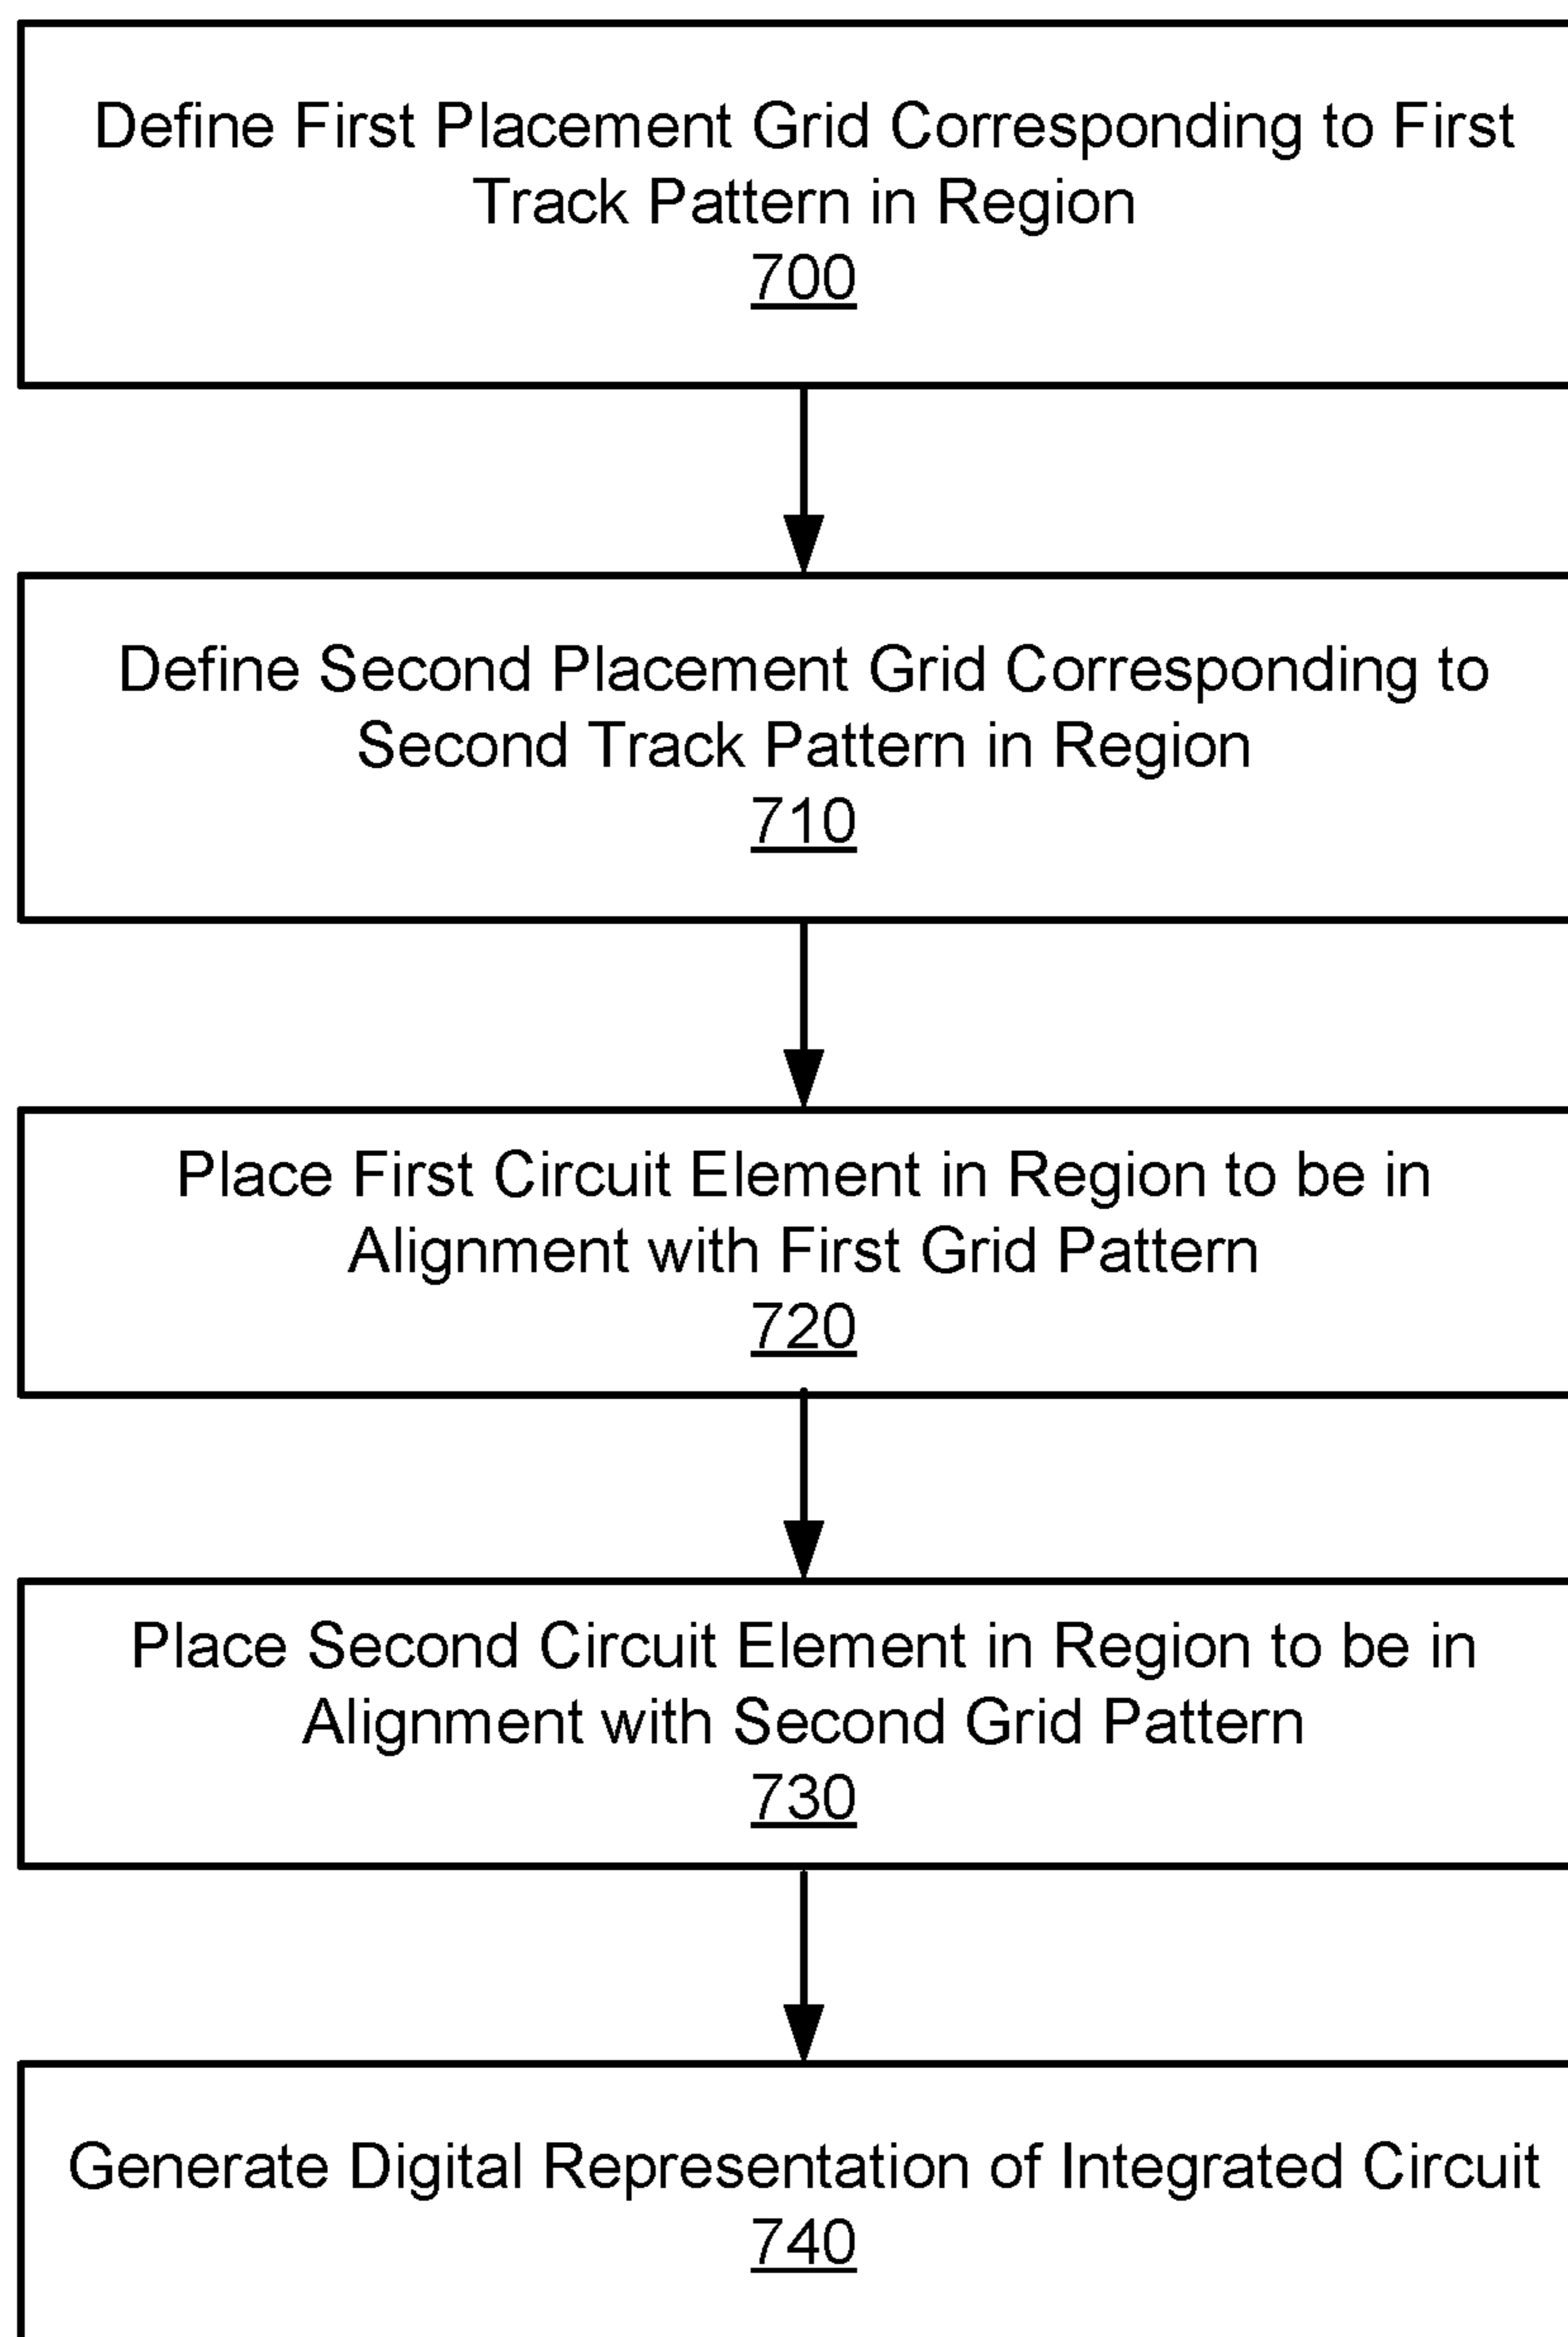 Define First Placement Grid Corresponding to First
Track Pattern in Region
700
Define Second Placement Grid Corresponding to
Second Track Pattern in Region
710
Place First Circuit Element in Region to be in
Alignment with First Grid Pattern
720
Place Second Circuit Element in Region to be in
Alignment with Second Grid Pattern
730
Generate Digital Representation of Integrated Circuit
740